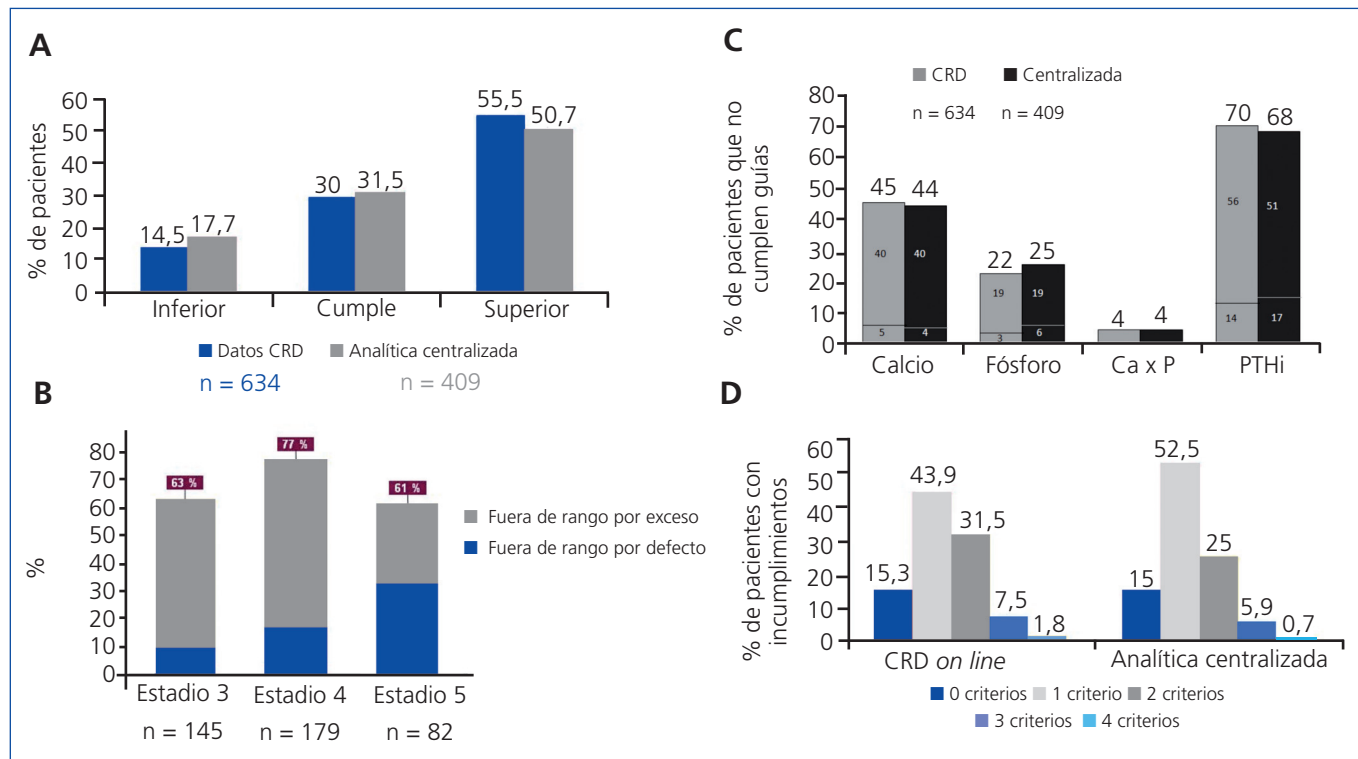 A
% de pacientes
60
50
40
30
20
10
0
14,5
17,7
30
31,5
55,5
50,7
Inferior
Cumple
Superior
Datos CRD
Analítica centralizada
n = 634
n = 409
B
%
80
70
60
50
40
30
20
10
0
63 %
77 %
61 %
Fuera de rango por exceso
Fuera de rango por defecto
Estadio 3
Estadio 4
Estadio 5
n = 145
n = 179
n = 82
C
CRD
Centralizada
n = 634
n = 409
% de pacientes que no
cumplen guías
80
70
60
50
40
30
20
10
0
45
44
40
40
5
4
22
25
19
19
3
6
4
4
70
68
56
51
14
17
Calcio
Fósforo
Ca x P
PTHi
D
% de pacientes con
incumplimientos
60
50
40
30
20
10
0
15,3
43,9
31,5
7,5
1,8
15
52,5
25
5,9
0,7
CRD on line
Analítica centralizada
0 criterios
1 criterio
2 criterios
3 criterios
4 criterios